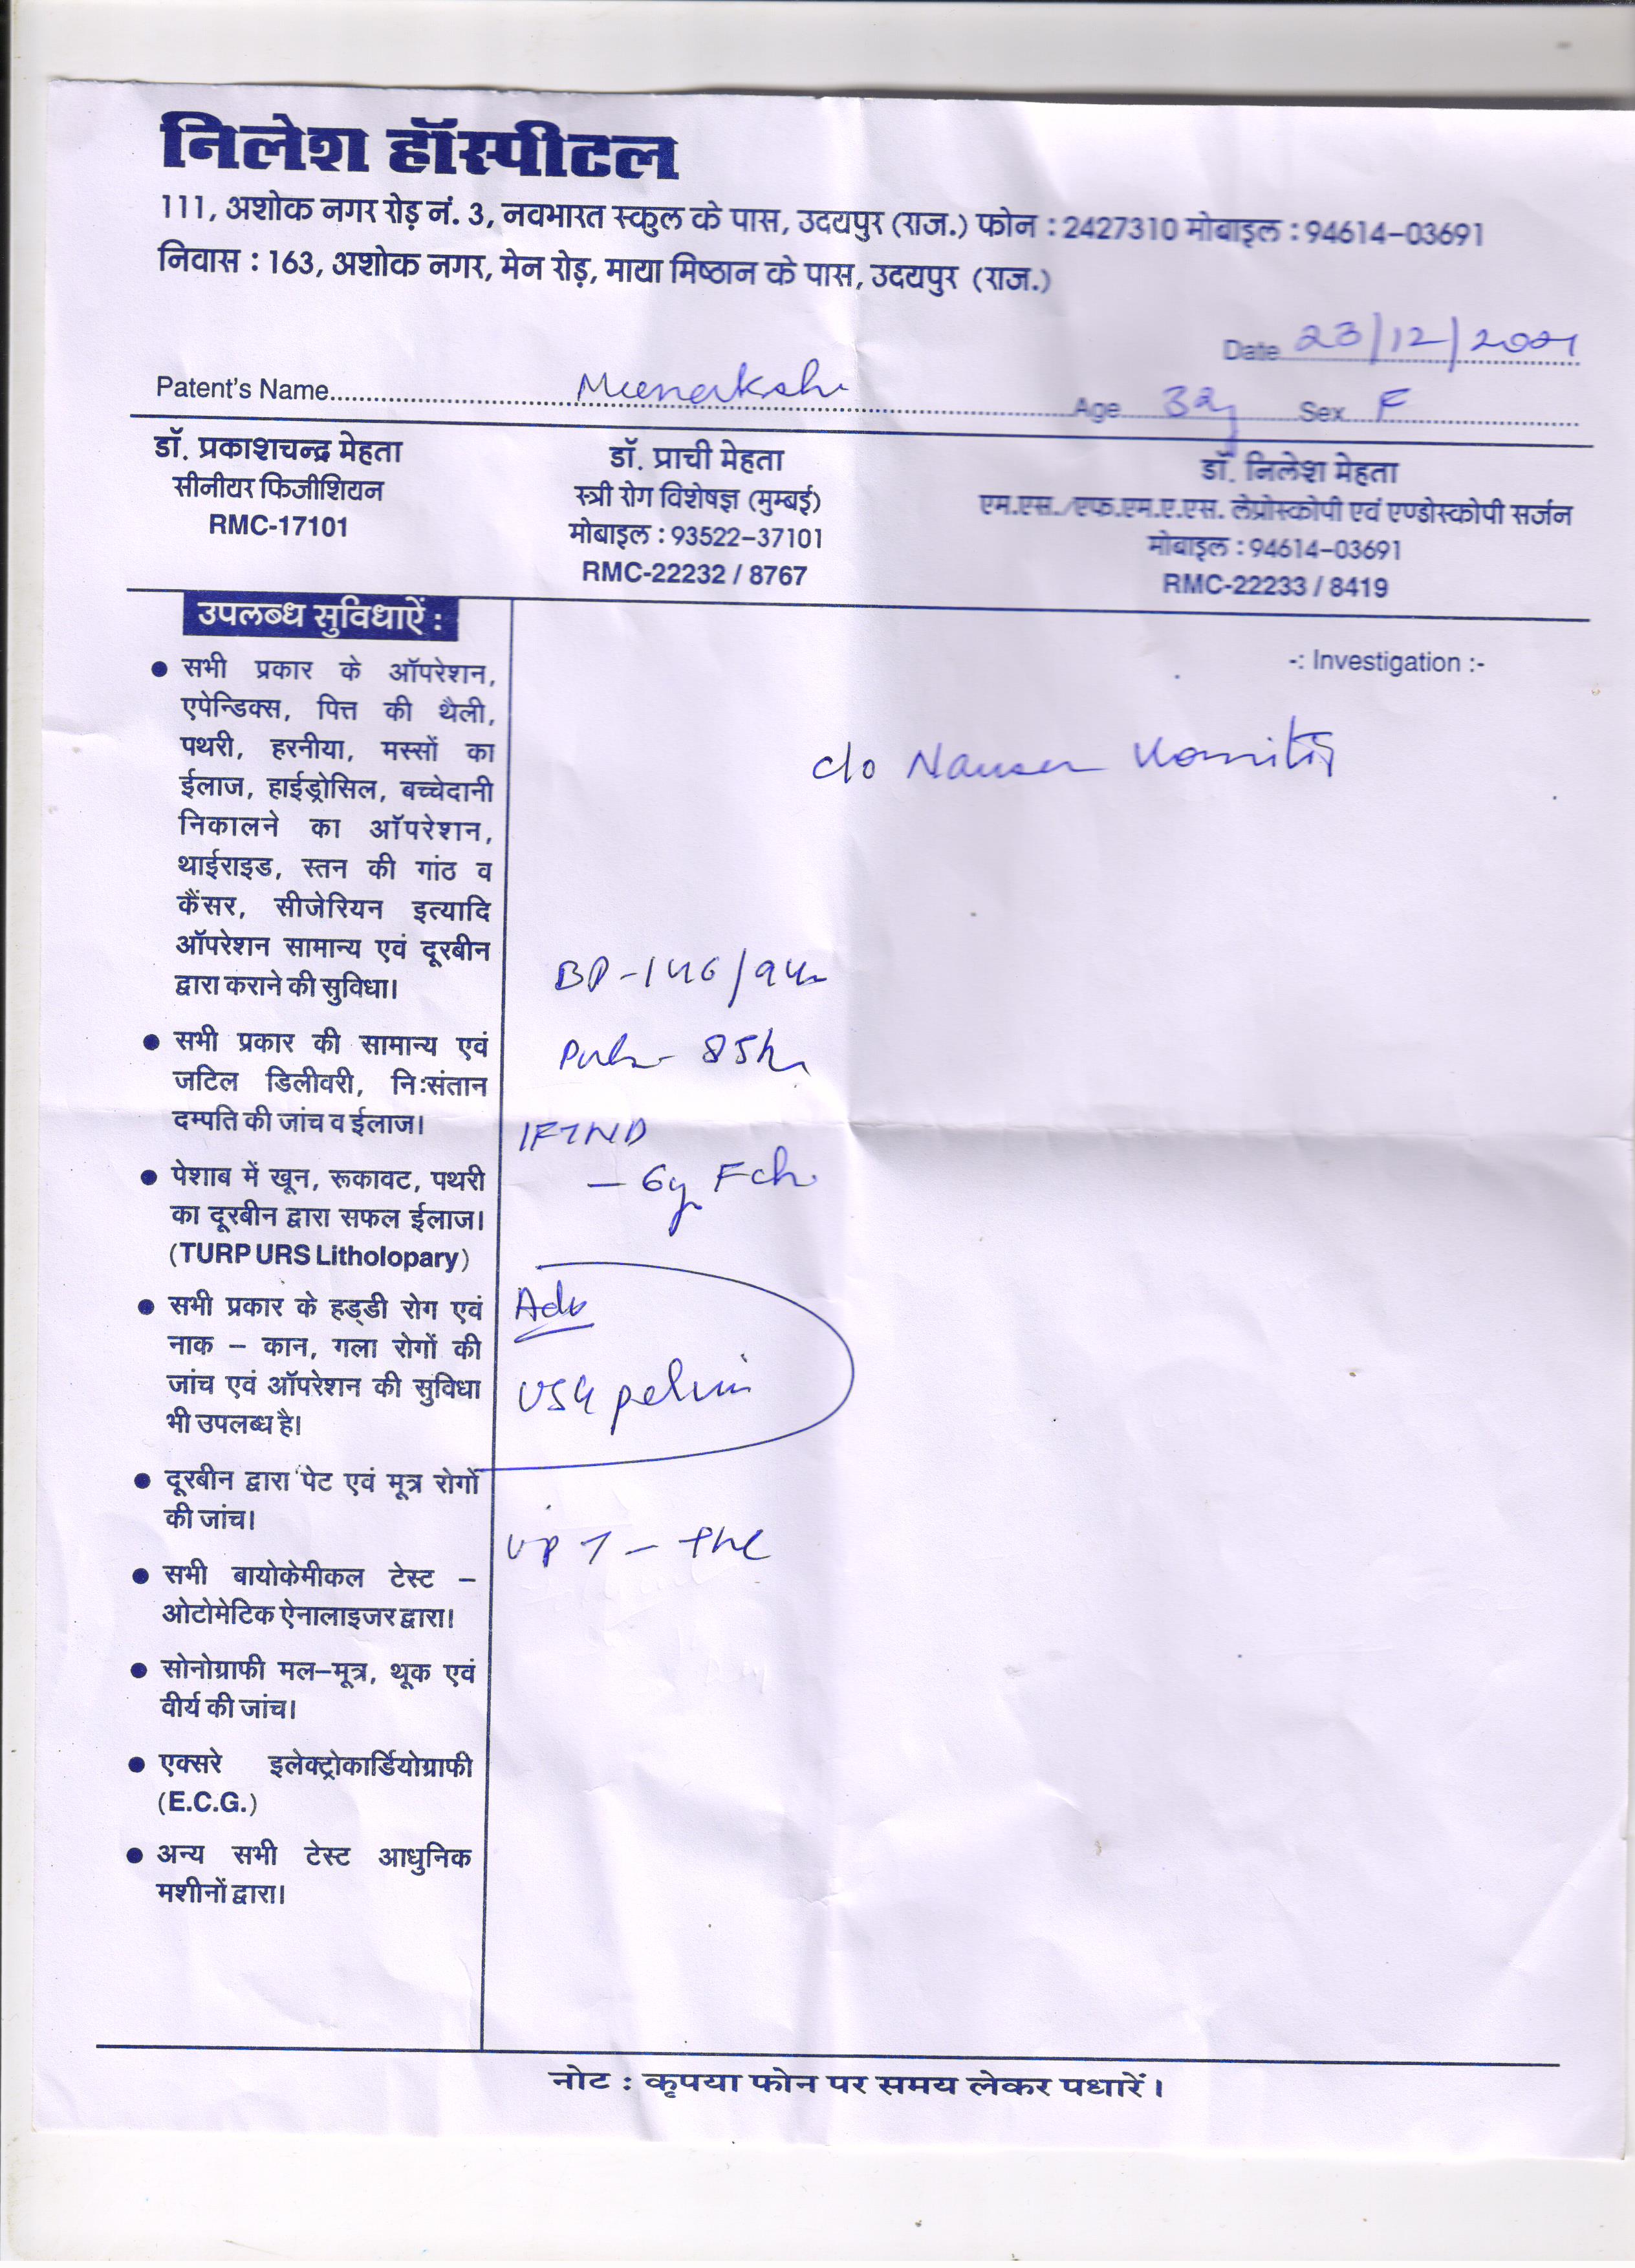 निलेश हॉस्पीटल
111, अशोक नगर रोड़ नं. 3, नवभारत स्कुल के पास, उदयपुर (राज.) फोन : 2427310 मोबाइल : 94614-03691
निवास : 163, अशोक नगर, मेन रोड़, माया मिष्ठान के पास, उदयपुर (राज.)
Date 23/12/2021
Patent's Name Meenakshi Age 32y Sex F
डॉ. प्रकाशचन्द्र मेहता
सीनीयर फिजीशियन
RMC-17101
डॉ. प्राची मेहता
स्त्री रोग विशेषज्ञ (मुम्बई)
मोबाइल : 93522-37101
RMC-22232 / 8767
डॉ. निलेश मेहता
एम.एस./एफ.एम.ए.एस. लेप्रोस्कोपी एवं एण्डोस्कोपी सर्जन
मोबाइल : 94614-03691
RMC-22233 / 8419
उपलब्ध सुविधाऐं :
● सभी प्रकार के ऑपरेशन,
एपेन्डिक्स, पित्त की थैली,
पथरी, हरनीया, मस्सों का
ईलाज, हाईड्रोसिल, बच्चेदानी
निकालने का ऑपरेशन,
थाईराइड, स्तन की गांठ व
कैंसर, सीजेरियन इत्यादि
ऑपरेशन सामान्य एवं दूरबीन
द्वारा कराने की सुविधा।
● सभी प्रकार की सामान्य एवं
जटिल डिलीवरी, निःसंतान
दम्पति की जांच व ईलाज।
● पेशाब में खून, रूकावट, पथरी
का दूरबीन द्वारा सफल ईलाज।
(TURP URS Litholopary)
● सभी प्रकार के हड्डी रोग एवं
नाक – कान, गला रोगों की
जांच एवं ऑपरेशन की सुविधा
भी उपलब्ध है।
● दूरबीन द्वारा पेट एवं मूत्र रोगों
की जांच।
● सभी बायोकेमीकल टेस्ट –
ओटोमेटिक ऐनालाइजर द्वारा।
● सोनोग्राफी मल-मूत्र, थूक एवं
वीर्य की जांच।
● एक्सरे इलेक्ट्रोकार्डियोग्राफी
(E.C.G.)
● अन्य सभी टेस्ट आधुनिक
मशीनों द्वारा।
-: Investigation :-
c/o Nausea Vomiting
BP - 146/94
Pulse - 85
IFTND
- 6y Fch
Adv
USG pelvis
UPT - +ve
नोट : कृपया फोन पर समय लेकर पधारें।